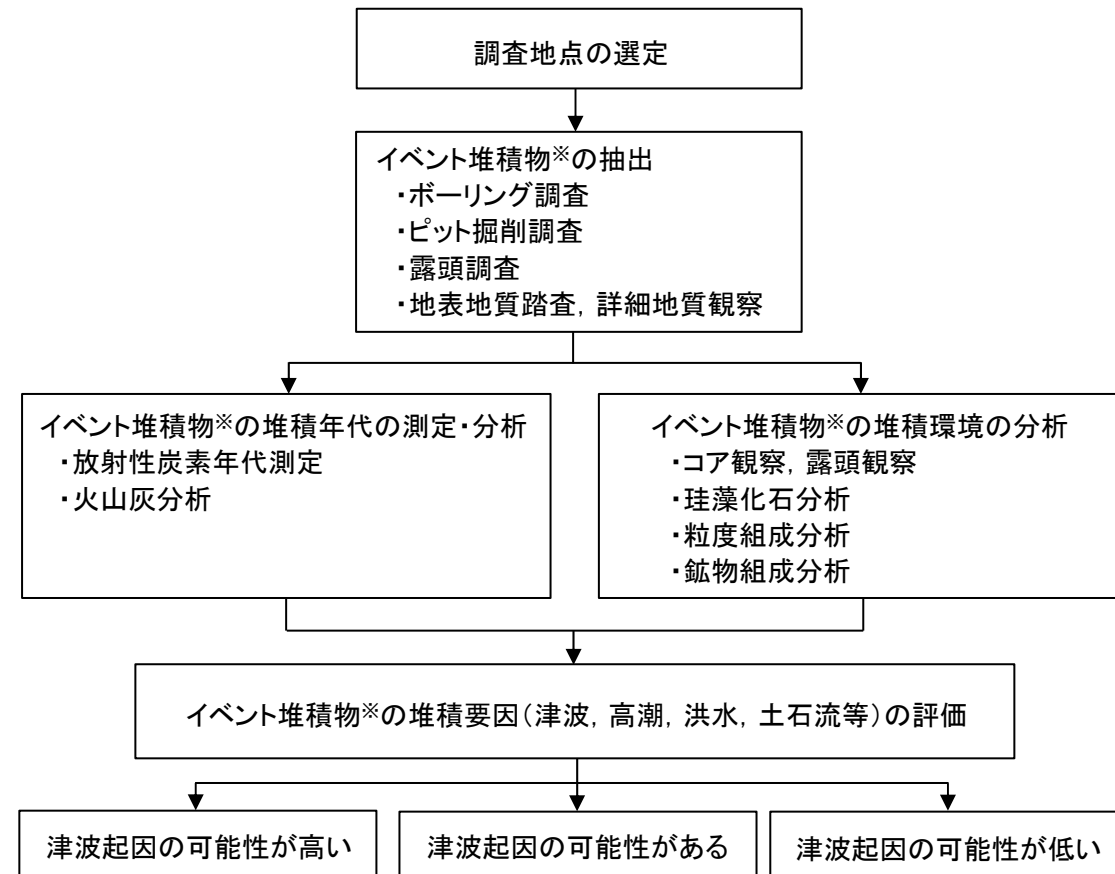 調査地点の選定
イベント堆積物※の抽出
・ボーリング調査
・ピット掘削調査
・露頭調査
・地表地質踏査, 詳細地質観察
イベント堆積物※の堆積年代の測定・分析
・放射性炭素年代測定
・火山灰分析
イベント堆積物※の堆積環境の分析
・コア観察, 露頭観察
・珪藻化石分析
・粒度組成分析
・鉱物組成分析
イベント堆積物※の堆積要因(津波, 高潮, 洪水, 土石流等)の評価
津波起因の可能性が高い
津波起因の可能性がある
津波起因の可能性が低い